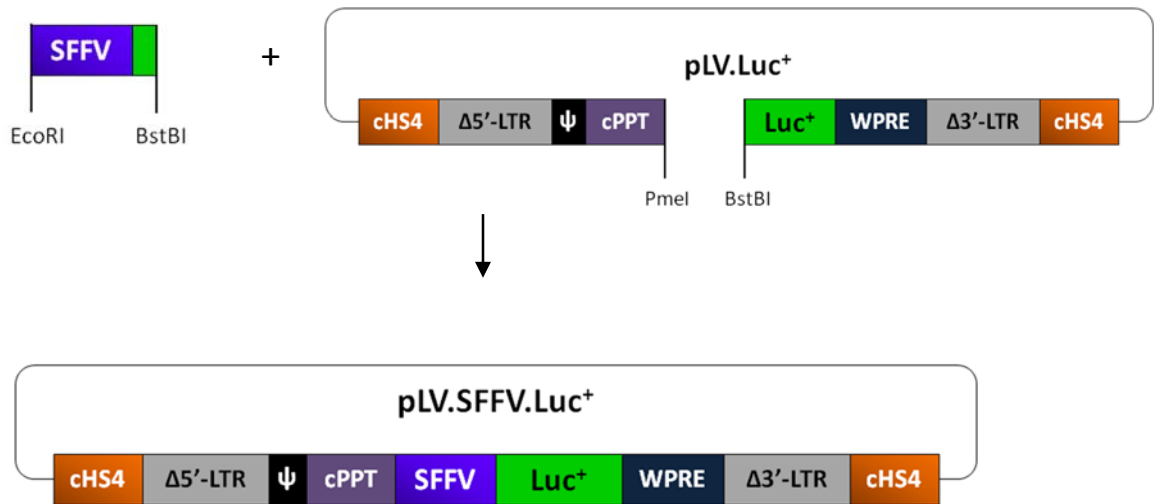 SFFV
+
pLV.Luc⁺
cHS4 Δ5'-LTR ψ cPPT Luc⁺ WPRE Δ3'-LTR cHS4
EcoRI BstBI
PmeI BstBI
pLV.SFFV.Luc⁺
cHS4 Δ5'-LTR ψ cPPT SFFV Luc⁺ WPRE Δ3'-LTR cHS4